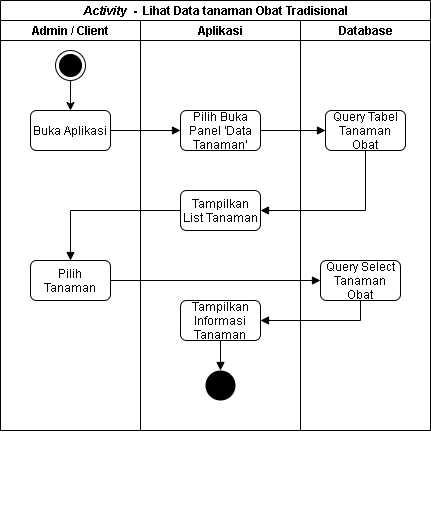 Activity - Lihat Data tanaman Obat Tradisional
Admin / Client
Aplikasi
Database
Buka Aplikasi
Pilih Buka
Panel 'Data
Tanaman'
Query Tabel
Tanaman
Obat
Tampilkan
List Tanaman
Pilih
Tanaman
Query Select
Tanaman
Obat
Tampilkan
Informasi
Tanaman